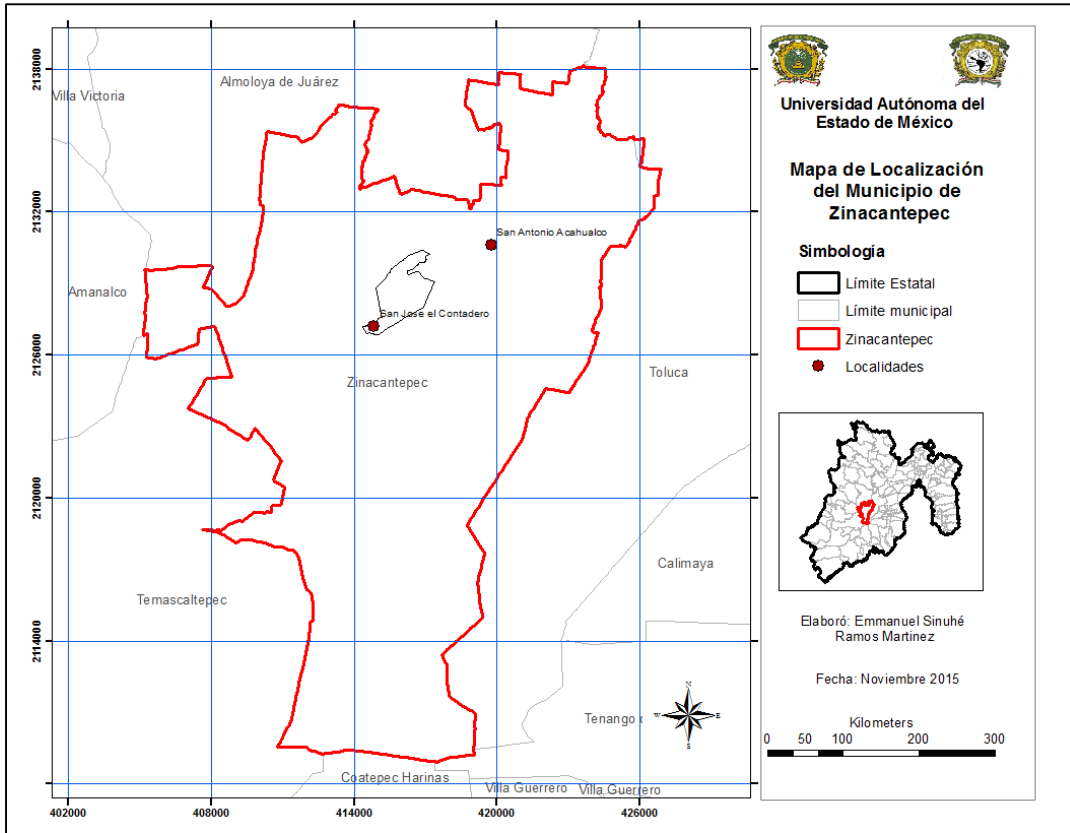 Almoloya de Juárez
Villa Victoria
San Antonio Acahualco
Amanalco
San José el Contadero
Zinacantepec
Toluca
Calimaya
Temascaltepec
Tenango
Coatepec Harinas
Villa Guerrero
Villa Guerrero
2138000
2132000
2126000
2120000
2114000
402000
408000
414000
420000
426000
N
W
E
S
Universidad Autónoma del
Estado de México
Mapa de Localización
del Municipio de
Zinacantepec
Simbología
Límite Estatal
Límite municipal
Zinacantepec
Localidades
Elaboró: Emmanuel Sinuhé
Ramos Martinez
Fecha: Noviembre 2015
Kilometers
0 50 100 200 300